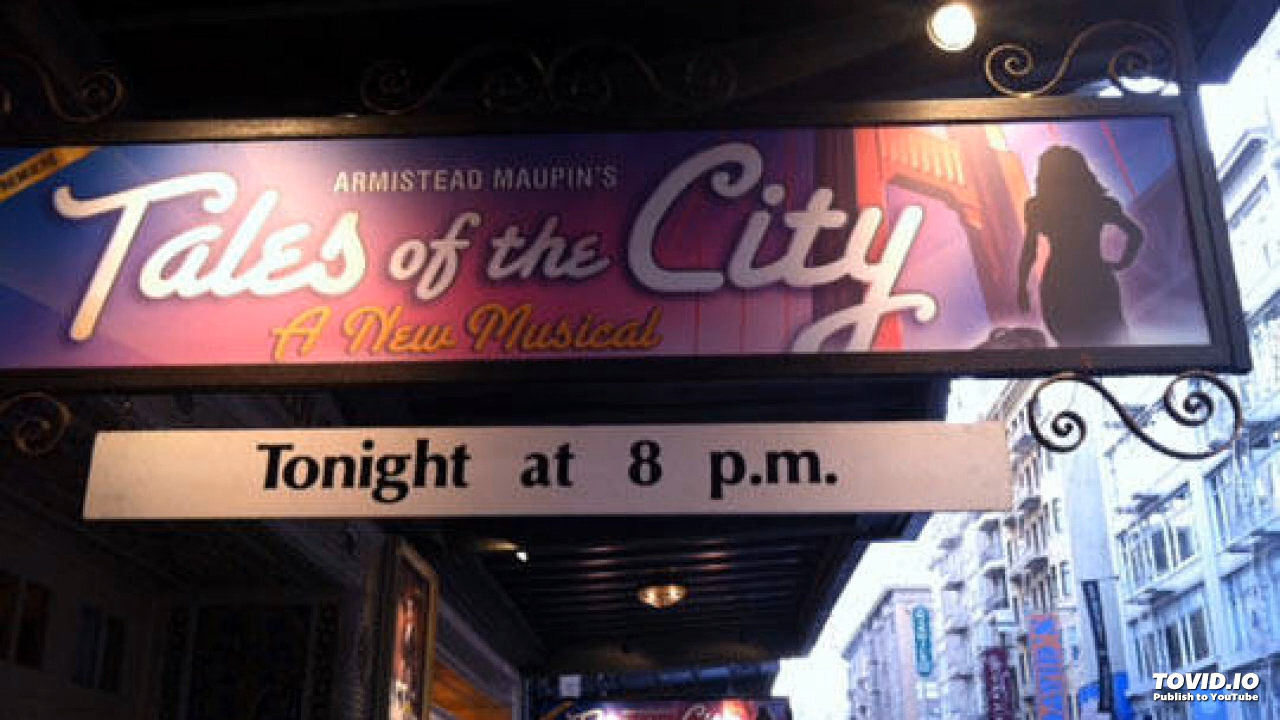 ARMISTEAD MAUPIN'S
Tales of the City
A New Musical
Tonight at 8 p.m.
TOVID.IO
Publish to YouTube